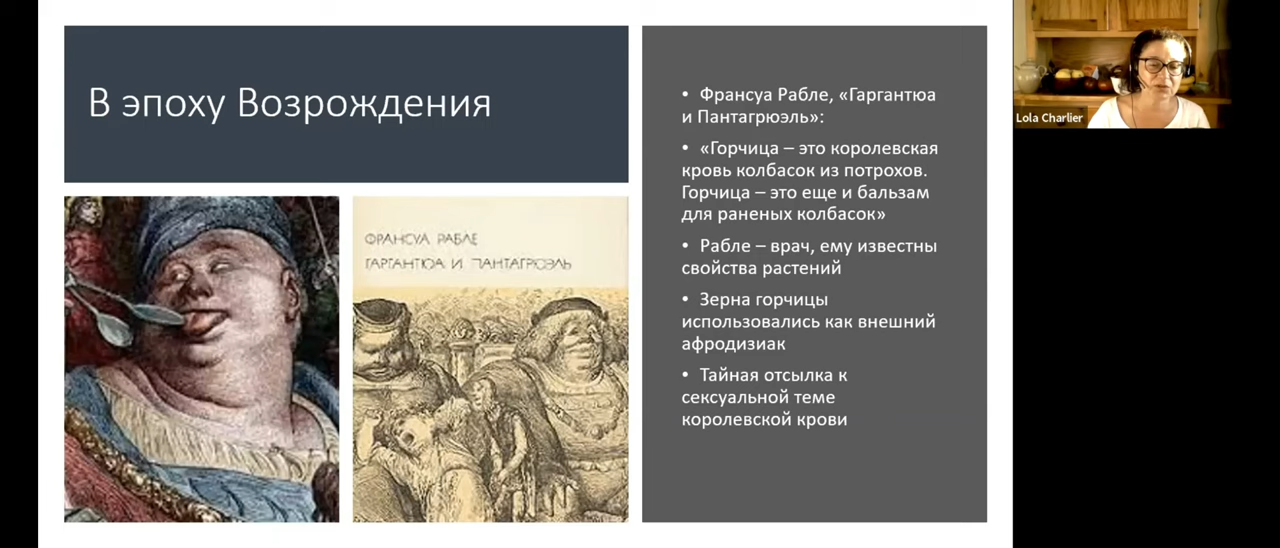 В эпоху Возрождения
ФРАНСУА РАБЛЕ
ГАРГАНТЮА И ПАНТАГРЮЭЛЬ
• Франсуа Рабле, «Гаргантюа
и Пантагрюэль»:
• «Горчица – это королевская
кровь колбасок из потрохов.
Горчица – это еще и бальзам
для раненых колбасок»
• Рабле – врач, ему известны
свойства растений
• Зерна горчицы
использовались как внешний
афродизиак
• Тайная отсылка к
сексуальной теме
королевской крови
Lola Charlier